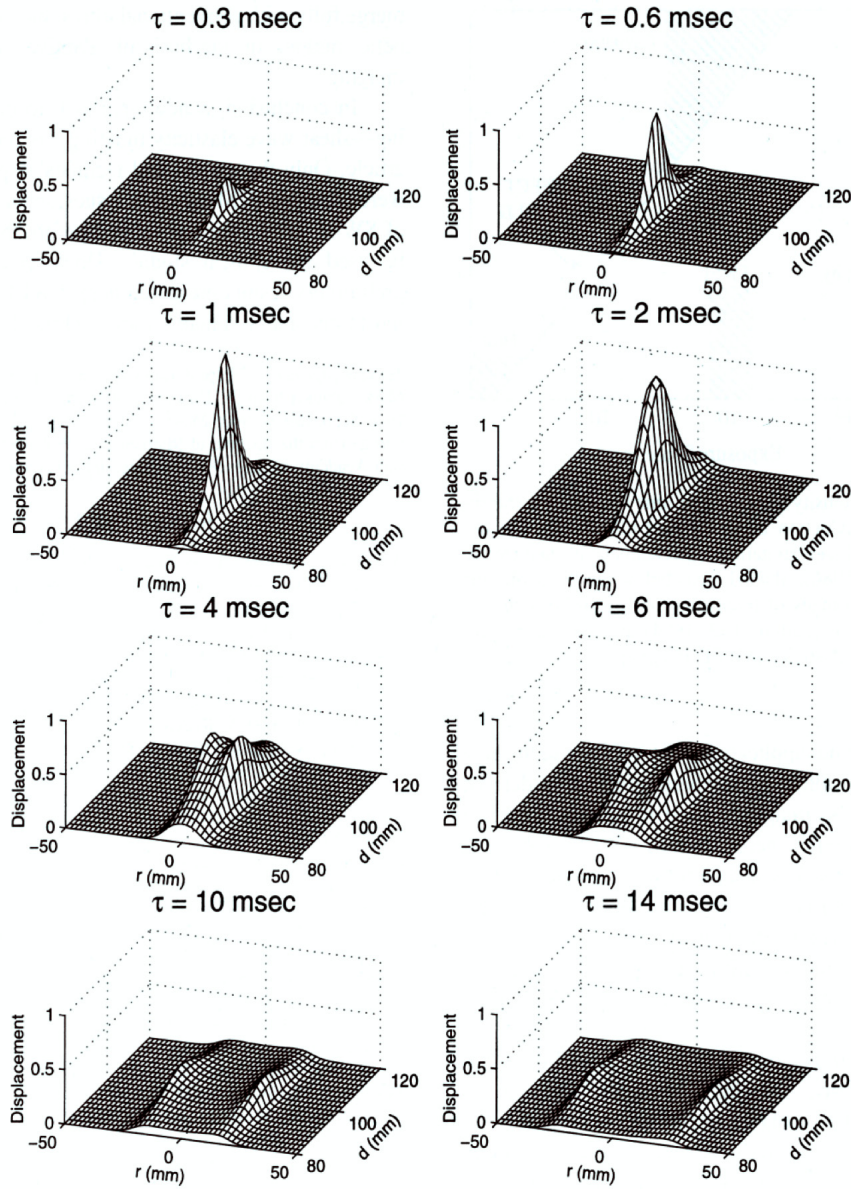 τ = 0.3 msec
Displacement
1
0.5
0
−50
0
50
r (mm)
80
100
120
d (mm)
τ = 0.6 msec
Displacement
1
0.5
0
−50
0
50
r (mm)
80
100
120
d (mm)
τ = 1 msec
Displacement
1
0.5
0
−50
0
50
r (mm)
80
100
120
d (mm)
τ = 2 msec
Displacement
1
0.5
0
−50
0
50
r (mm)
80
100
120
d (mm)
τ = 4 msec
Displacement
1
0.5
0
−50
0
50
r (mm)
80
100
120
d (mm)
τ = 6 msec
Displacement
1
0.5
0
−50
0
50
r (mm)
80
100
120
d (mm)
τ = 10 msec
Displacement
1
0.5
0
−50
0
50
r (mm)
80
100
120
d (mm)
τ = 14 msec
Displacement
1
0.5
0
−50
0
50
r (mm)
80
100
120
d (mm)